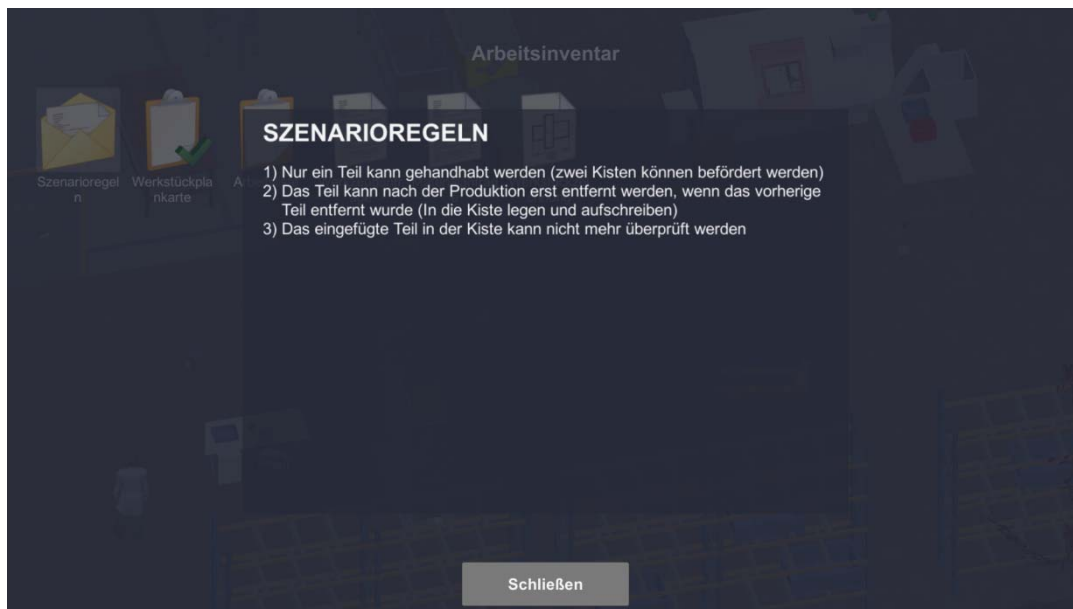 Arbeitsinventar
SZENARIOREGELN
1) Nur ein Teil kann gehandhabt werden (zwei Kisten können befördert werden)
2) Das Teil kann nach der Produktion erst entfernt werden, wenn das vorherige
Teil entfernt wurde (In die Kiste legen und aufschreiben)
3) Das eingefügte Teil in der Kiste kann nicht mehr überprüft werden
Szenarioregel
n
Werkstückpla
nkarte
Schließen